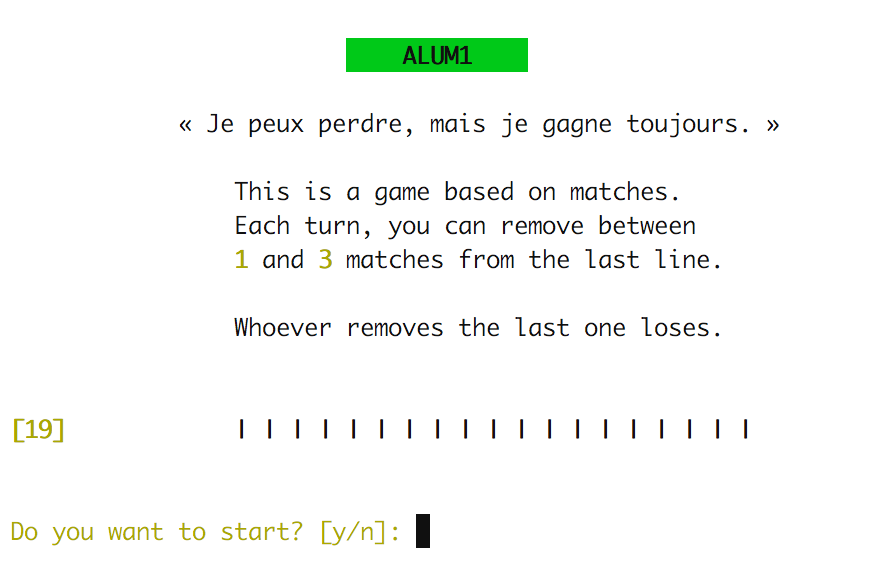 ALUM1
« Je peux perdre, mais je gagne toujours. »
This is a game based on matches.
Each turn, you can remove between
1 and 3 matches from the last line.
Whoever removes the last one loses.
[19] | | | | | | | | | | | | | | | | | | |
Do you want to start? [y/n]: